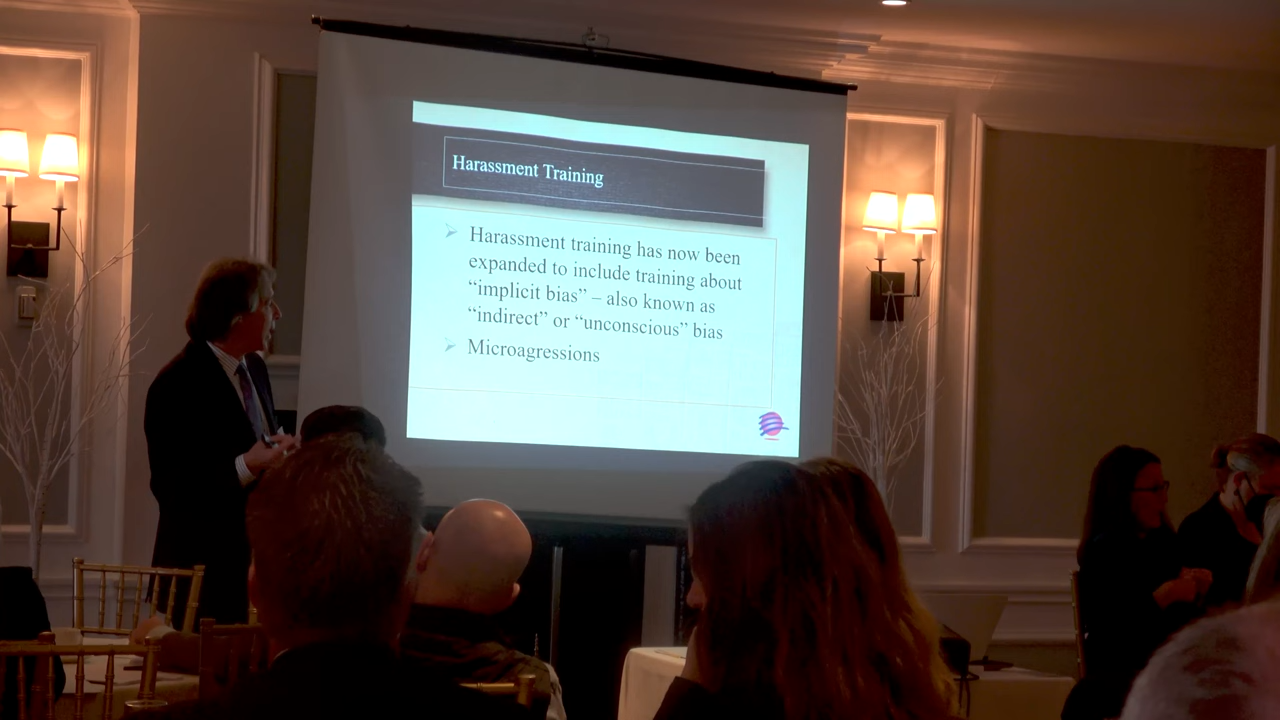 Harassment Training
Harassment training has now been
expanded to include training about
“implicit bias” – also known as
“indirect” or “unconscious” bias
Microagressions